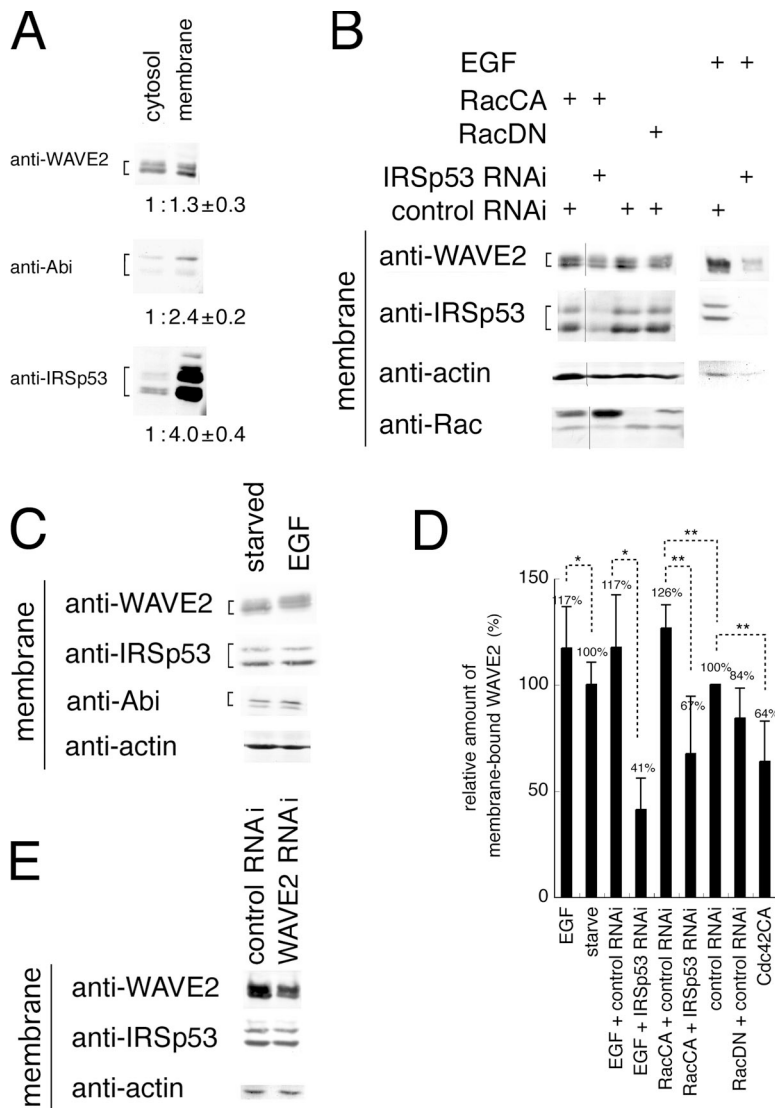 A
cytosol
membrane
anti-WAVE2
1:1.3±0.3
anti-Abi
1:2.4±0.2
anti-IRSp53
1:4.0±0.4
B
EGF + +
RacCA + +
RacDN +
IRSp53 RNAi + +
control RNAi + + + +
membrane
anti-WAVE2
anti-IRSp53
anti-actin
anti-Rac
C
starved
EGF
membrane
anti-WAVE2
anti-IRSp53
anti-Abi
anti-actin
D
relative amount of
membrane-bound WAVE2 (%)
150
100
50
0
* * ** ** **
117%
100%
117%
41%
126%
67%
100%
84%
64%
EGF
starve
EGF + control RNAi
EGF + IRSp53 RNAi
RacCA + control RNAi
RacCA + IRSp53 RNAi
control RNAi
RacDN + control RNAi
Cdc42CA
E
control RNAi
WAVE2 RNAi
membrane
anti-WAVE2
anti-IRSp53
anti-actin